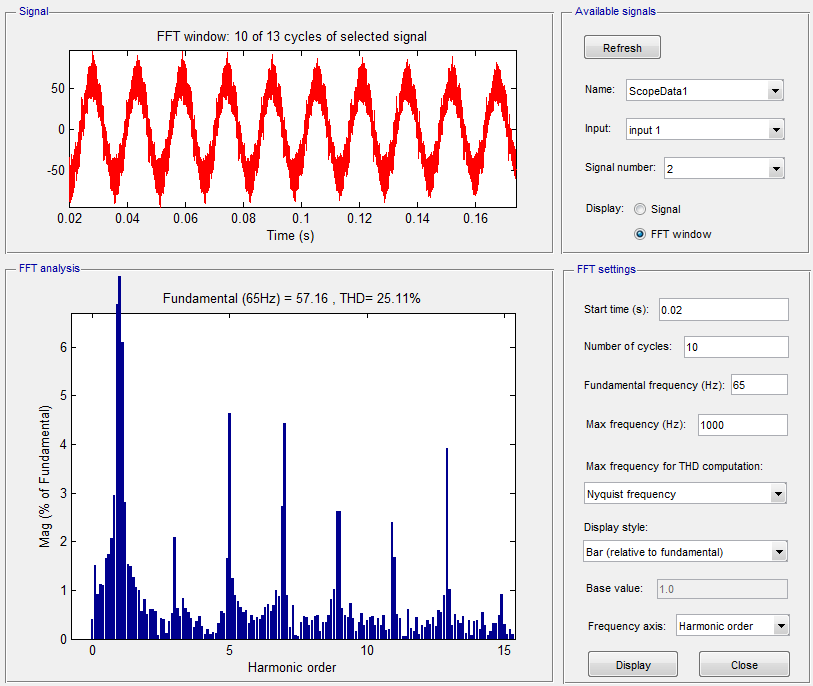 Signal
FFT window: 10 of 13 cycles of selected signal
50
0
-50
0.02 0.04 0.06 0.08 0.1 0.12 0.14 0.16
Time (s)
Available signals
Refresh
Name: ScopeData1
Input: input 1
Signal number: 2
Display: Signal
FFT window
FFT analysis
Fundamental (65Hz) = 57.16 , THD= 25.11%
Mag (% of Fundamental)
6
5
4
3
2
1
0
0 5 10 15
Harmonic order
FFT settings
Start time (s): 0.02
Number of cycles: 10
Fundamental frequency (Hz): 65
Max frequency (Hz): 1000
Max frequency for THD computation:
Nyquist frequency
Display style:
Bar (relative to fundamental)
Base value: 1.0
Frequency axis: Harmonic order
Display Close